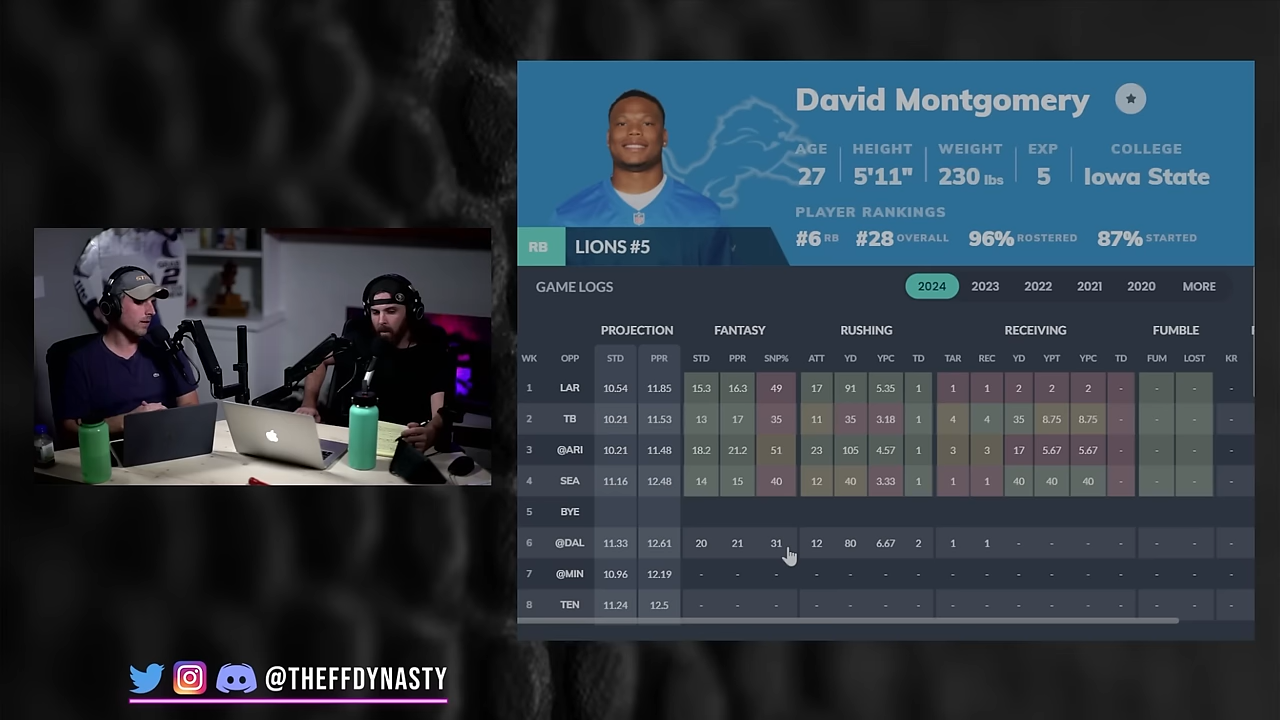 David Montgomery
AGE HEIGHT WEIGHT EXP COLLEGE
27 5'11" 230 lbs 5 Iowa State
PLAYER RANKINGS
#6 RB #28 OVERALL 96% ROSTERED 87% STARTED
RB LIONS #5
GAME LOGS 2024 2023 2022 2021 2020 MORE
PROJECTION FANTASY RUSHING RECEIVING FUMBLE
WK OPP STD PPR STD PPR SNP% ATT YD YPC TD TAR REC YD YPT YPC TD FUM LOST KR
1 LAR 10.54 11.85 15.3 16.3 49 17 91 5.35 1 1 1 2 2 2 - - - -
2 TB 10.21 11.53 13 17 35 11 35 3.18 1 4 4 35 8.75 8.75 - - - -
3 @ARI 10.21 11.48 18.2 21.2 51 23 105 4.57 1 3 3 17 5.67 5.67 - - - -
4 SEA 11.16 12.48 14 15 40 12 40 3.33 1 1 1 40 40 40 - - - -
5 BYE
6 @DAL 11.33 12.61 20 21 31 12 80 6.67 2 1 1 - - - - - - -
7 @MIN 10.96 12.19 - - - - - - - - - - - - - - - -
8 TEN 11.24 12.5 - - - - - - - - - - - - - - - -
@THEFFDYNASTY